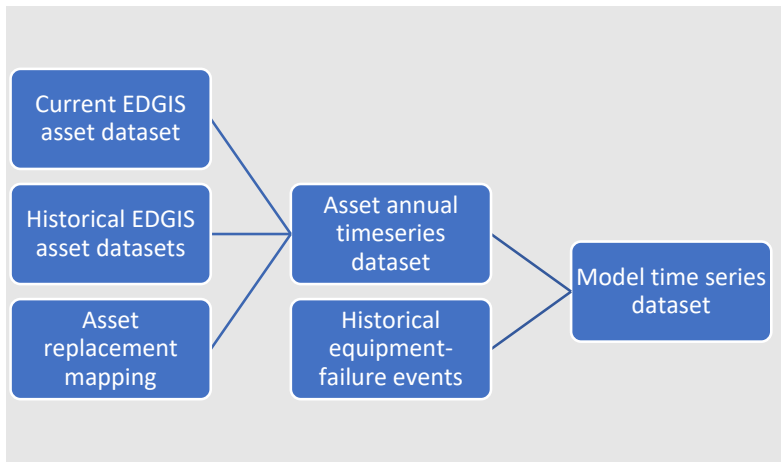 Current EDGIS
asset dataset
Historical EDGIS
asset datasets
Asset
replacement
mapping
Asset annual
timeseries
dataset
Historical
equipment-
failure events
Model time series
dataset